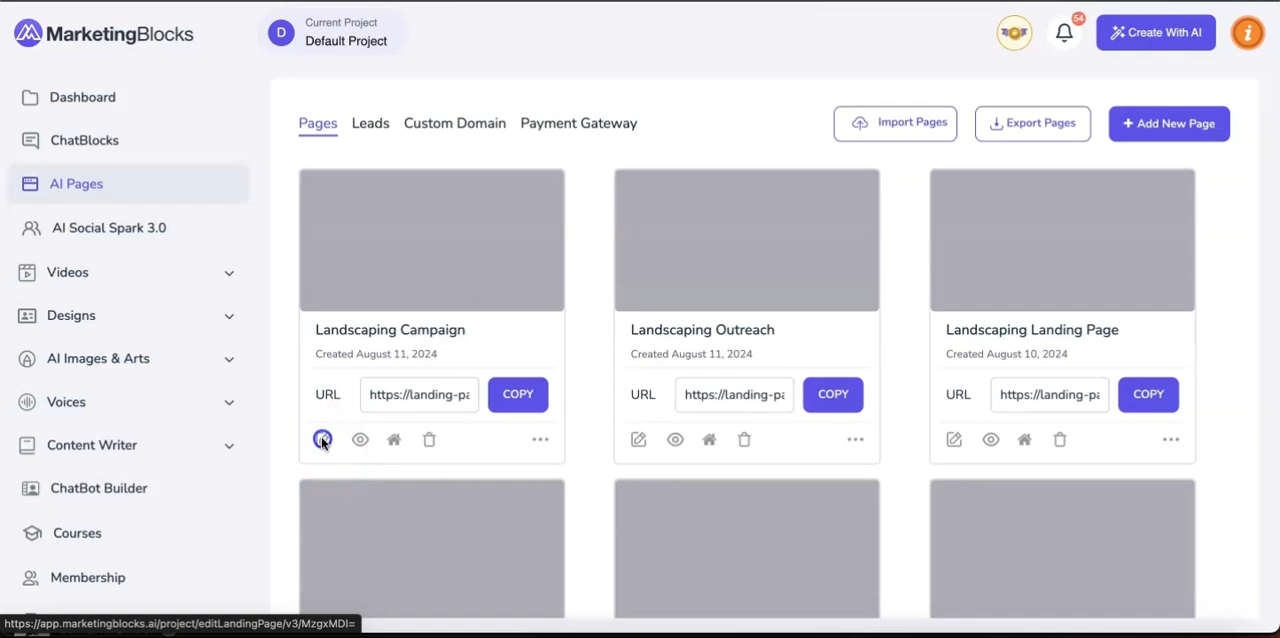 MarketingBlocks
D
Current Project
Default Project
54
Create With AI
i
Dashboard
ChatBlocks
AI Pages
AI Social Spark 3.0
Videos
Designs
AI Images & Arts
Voices
Content Writer
ChatBot Builder
Courses
Membership
Pages
Leads
Custom Domain
Payment Gateway
Import Pages
Export Pages
+ Add New Page
Landscaping Campaign
Created August 11, 2024
URL
https://landing-pa
COPY
Landscaping Outreach
Created August 11, 2024
URL
https://landing-pa
COPY
Landscaping Landing Page
Created August 10, 2024
URL
https://landing-pa
COPY
https://app.marketingblocks.ai/project/editLandingPage/v3/MzgxMDI=